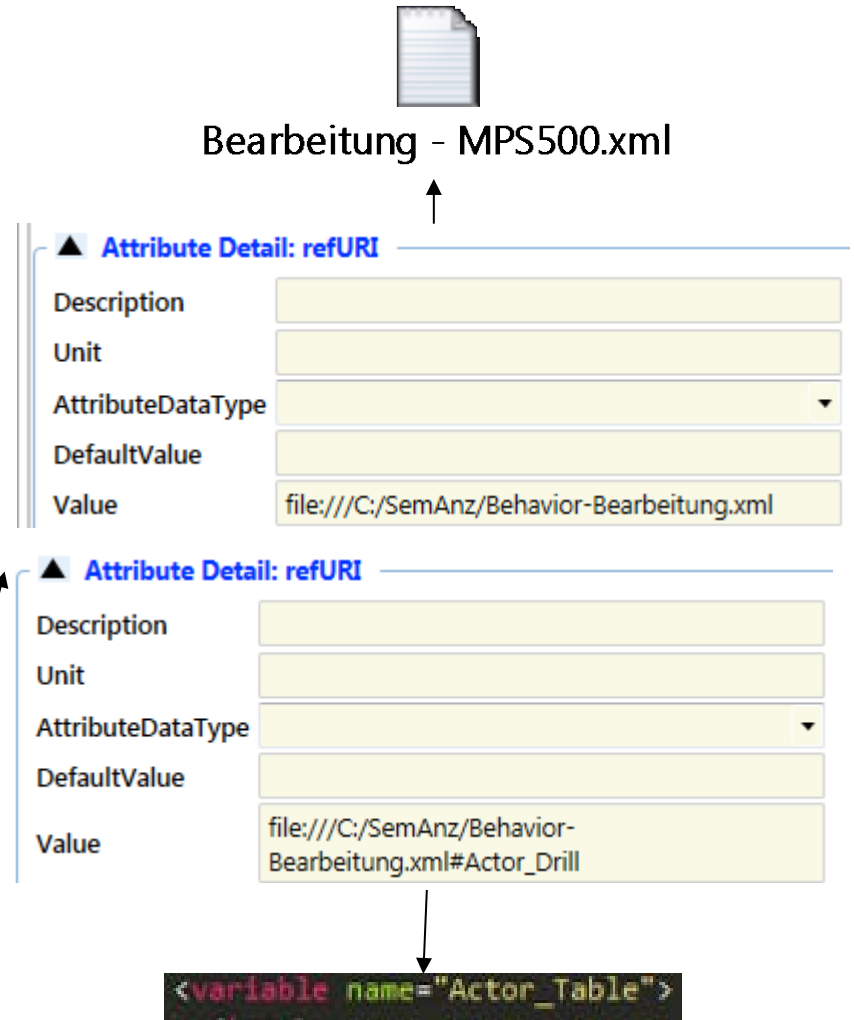 Bearbeitung - MPS500.xml
Attribute Detail: refURI
Description
Unit
AttributeDataType
DefaultValue
Value file:///C:/SemAnz/Behavior-Bearbeitung.xml
Attribute Detail: refURI
Description
Unit
AttributeDataType
DefaultValue
Value file:///C:/SemAnz/Behavior-
Bearbeitung.xml#Actor_Drill
<variable name="Actor_Table">